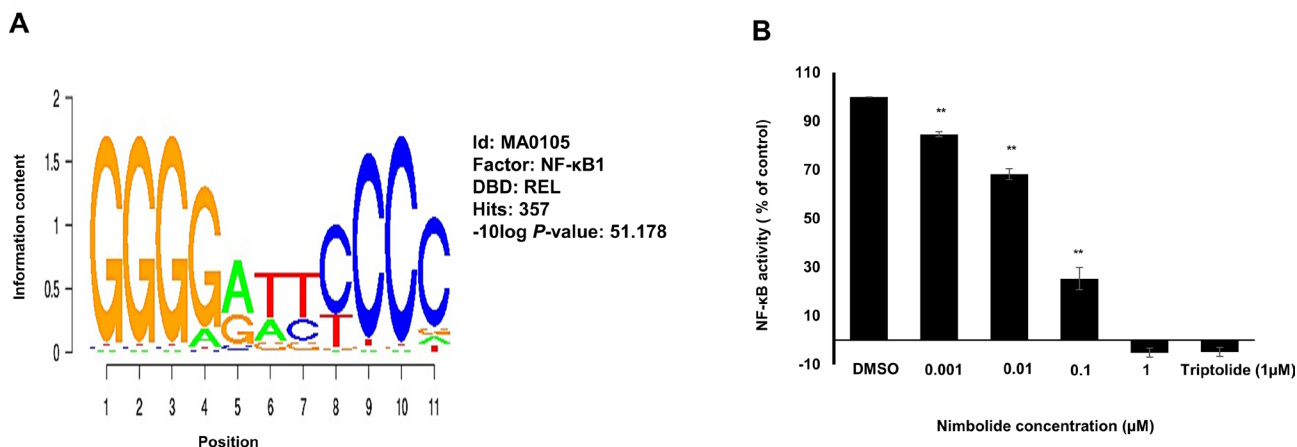 A
Information content
2
1.5
1
0.5
0
GGGGATTCCCC
1 2 3 4 5 6 7 8 9 10 11
Position
Id: MA0105
Factor: NF-κB1
DBD: REL
Hits: 357
-10log P-value: 51.178
B
NF-κB activity ( % of control)
110
90
70
50
30
10
-10
**
**
**
DMSO 0.001 0.01 0.1 1 Triptolide (1μM)
Nimbolide concentration (μM)